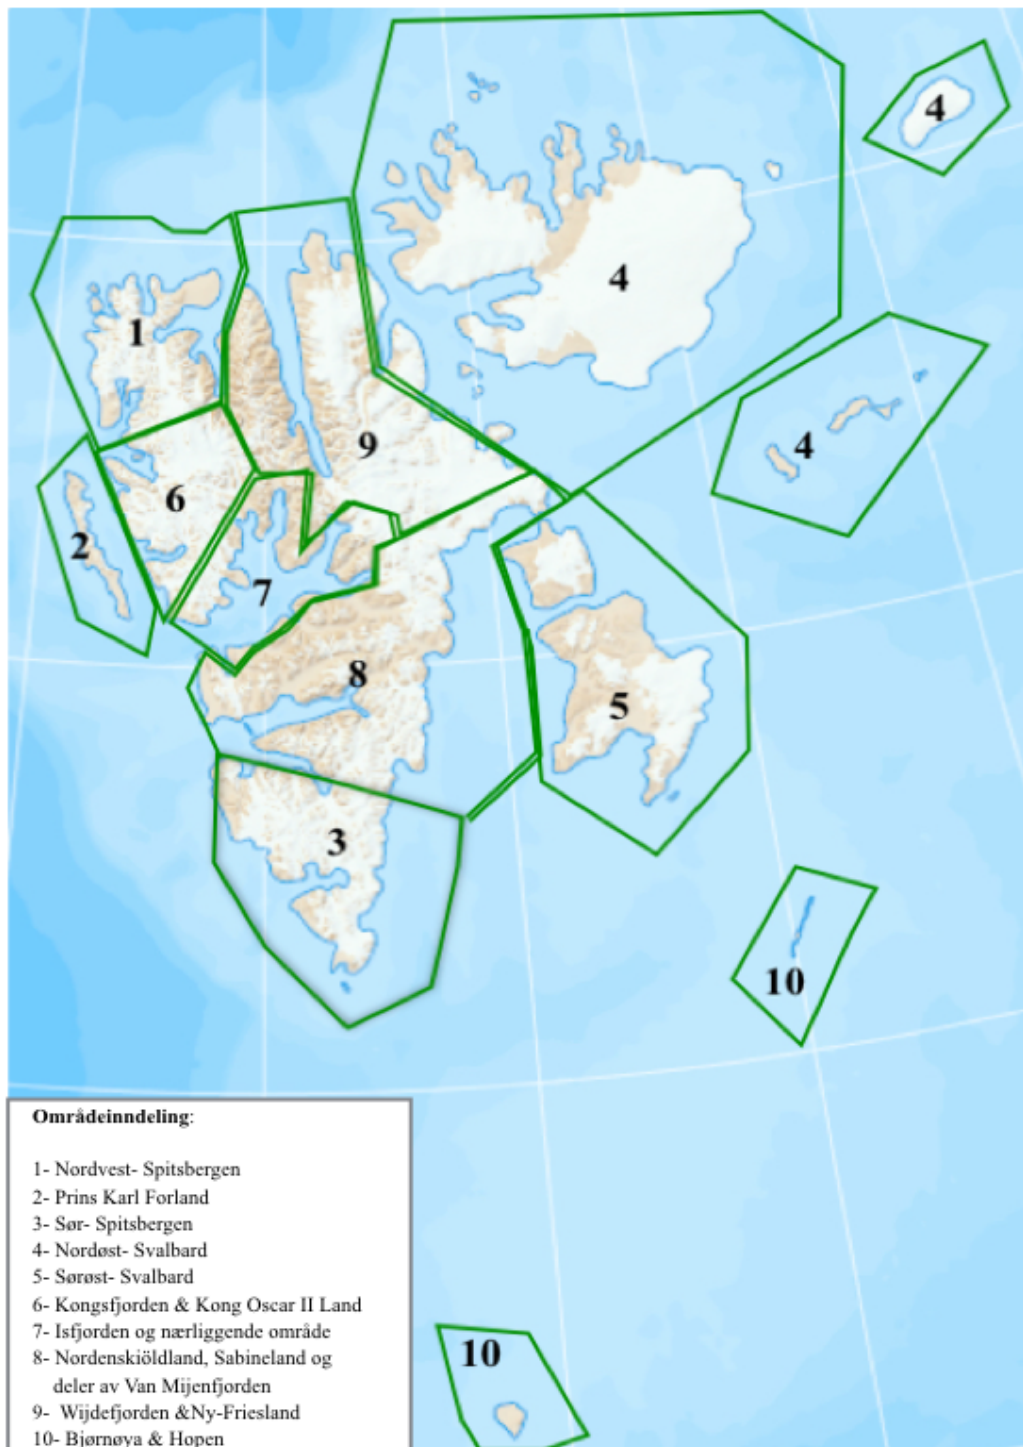 4
4
1
4
9
4
6
2
7
8
5
3
10
Områdeinndeling:
1- Nordvest- Spitsbergen
2- Prins Karl Forland
3- Sør- Spitsbergen
4- Nordøst- Svalbard
5- Sørøst- Svalbard
6- Kongsfjorden & Kong Oscar II Land
7- Isfjorden og nærliggende område
8- Nordenskiöldland, Sabineland og
deler av Van Mijenfjorden
9- Wijdefjorden &Ny-Friesland
10- Bjørnøya & Hopen
10